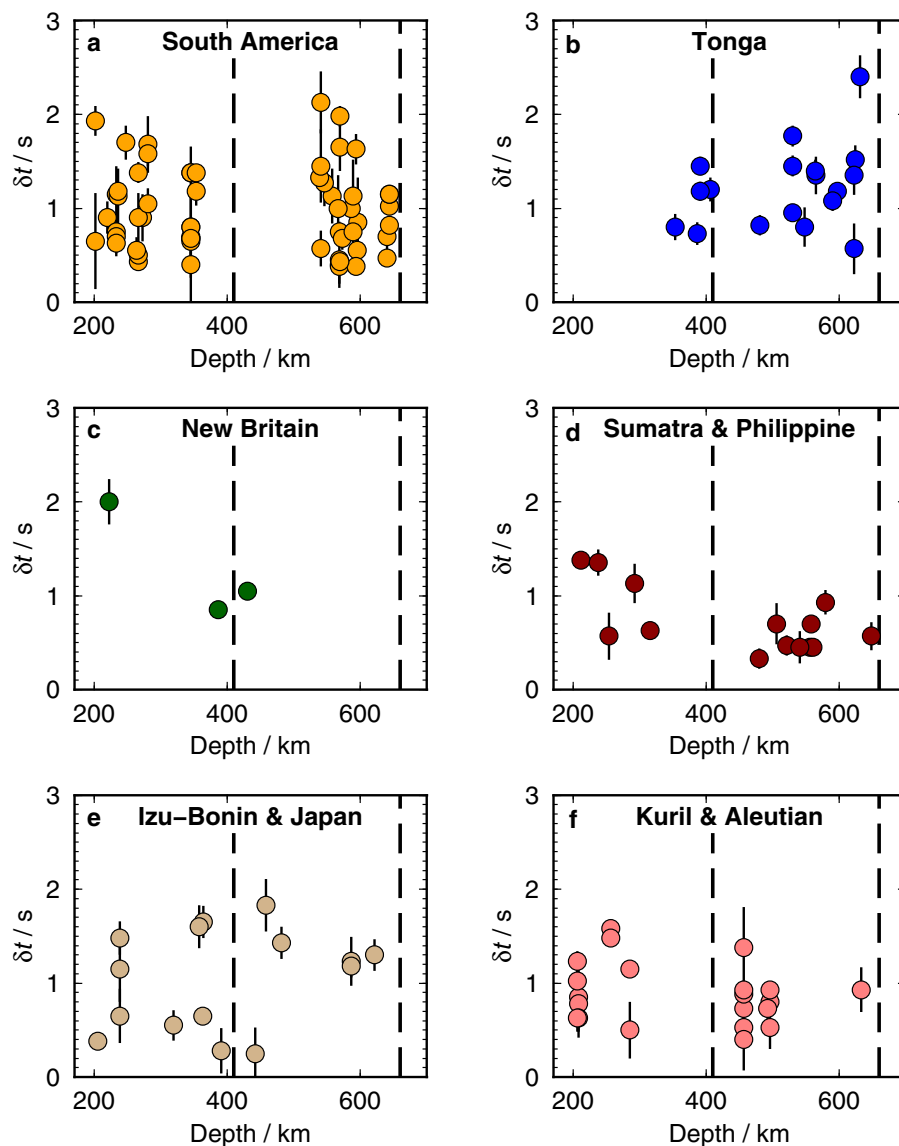 a South America
3
2
1
0
δt / s
200 400 600
Depth / km
b Tonga
3
2
1
0
δt / s
200 400 600
Depth / km
c New Britain
3
2
1
0
δt / s
200 400 600
Depth / km
d Sumatra & Philippine
3
2
1
0
δt / s
200 400 600
Depth / km
e Izu−Bonin & Japan
3
2
1
0
δt / s
200 400 600
Depth / km
f Kuril & Aleutian
3
2
1
0
δt / s
200 400 600
Depth / km